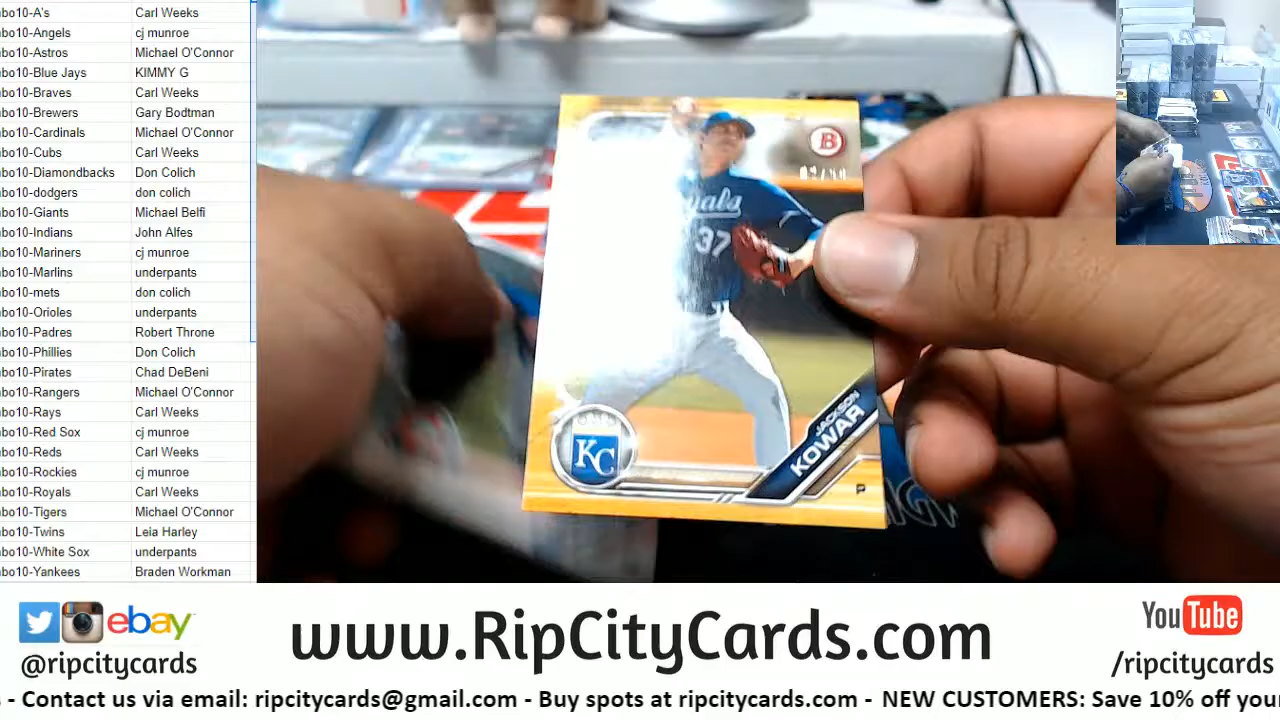 bo10-A's Carl Weeks
bo10-Angels cj munroe
bo10-Astros Michael O'Connor
bo10-Blue Jays KIMMY G
bo10-Braves Carl Weeks
bo10-Brewers Gary Bodtman
bo10-Cardinals Michael O'Connor
bo10-Cubs Carl Weeks
bo10-Diamondbacks Don Colich
bo10-dodgers don colich
bo10-Giants Michael Belfi
bo10-Indians John Alfes
bo10-Mariners cj munroe
bo10-Marlins underpants
bo10-mets don colich
bo10-Orioles underpants
bo10-Padres Robert Throne
bo10-Phillies Don Colich
bo10-Pirates Chad DeBeni
bo10-Rangers Michael O'Connor
bo10-Rays Carl Weeks
bo10-Red Sox cj munroe
bo10-Reds Carl Weeks
bo10-Rockies cj munroe
bo10-Royals Carl Weeks
bo10-Tigers Michael O'Connor
bo10-Twins Leia Harley
bo10-White Sox underpants
bo10-Yankees Braden Workman
B
yals
37
KC
JACKSON
KOWAR
P
ebay
@ripcitycards
www.RipCityCards.com
YouTube
/ripcitycards
- Contact us via email: ripcitycards@gmail.com - Buy spots at ripcitycards.com - NEW CUSTOMERS: Save 10% off your